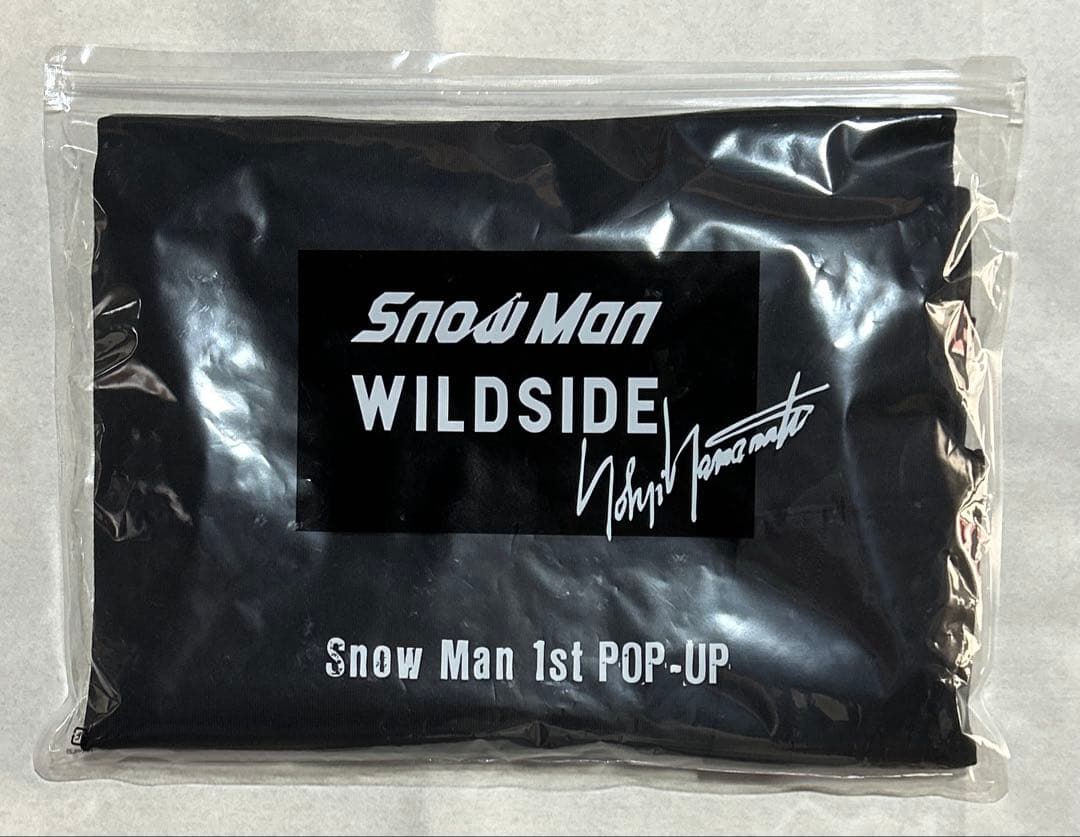 Snow Man
WILDSIDE
Yohji Yamamoto
Snow Man 1st POP-UP